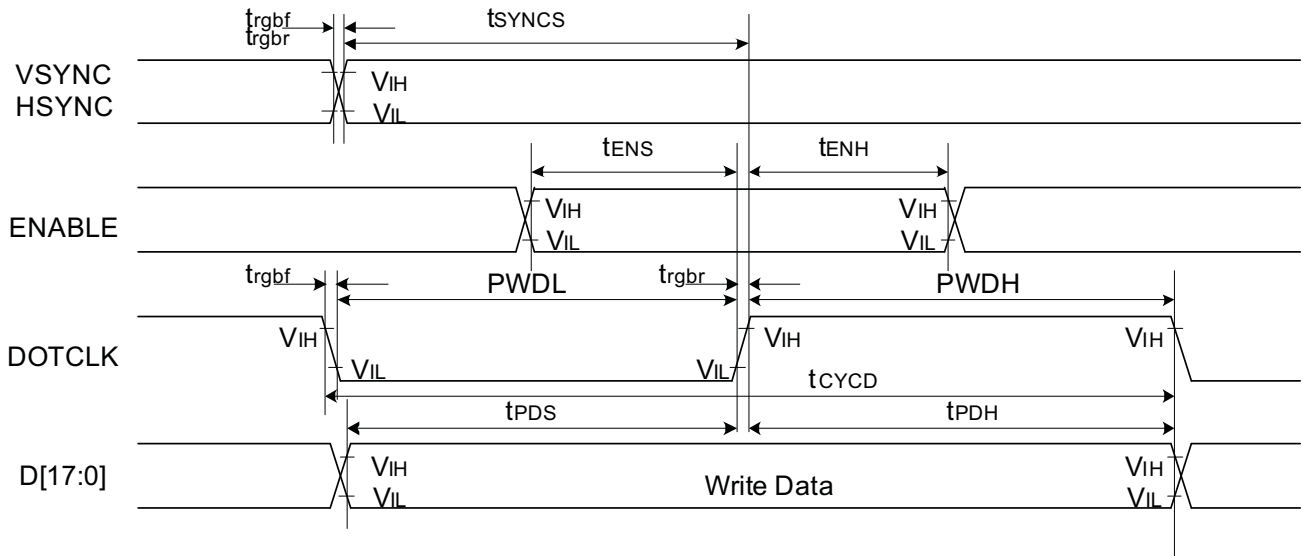 trgbf
trgbr
tSYNCS
VSYNC
HSYNC
VIH
VIL
tENS
tENH
ENABLE
VIH
VIL
VIH
VIL
trgbf
PWDL
trgbr
PWDH
DOTCLK
VIH
VIL
VIL
VIH
VIH
tCYCD
tPDS
tPDH
D[17:0]
VIH
VIL
Write Data
VIH
VIL